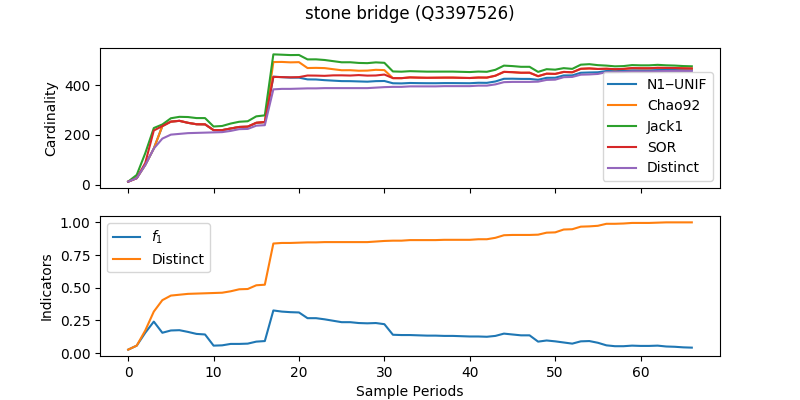 stone bridge (Q3397526)
Cardinality
400
200
0
N1−UNIF
Chao92
Jack1
SOR
Distinct
Indicators
1.00
0.75
0.50
0.25
0.00
f1
Distinct
0 10 20 30 40 50 60
Sample Periods